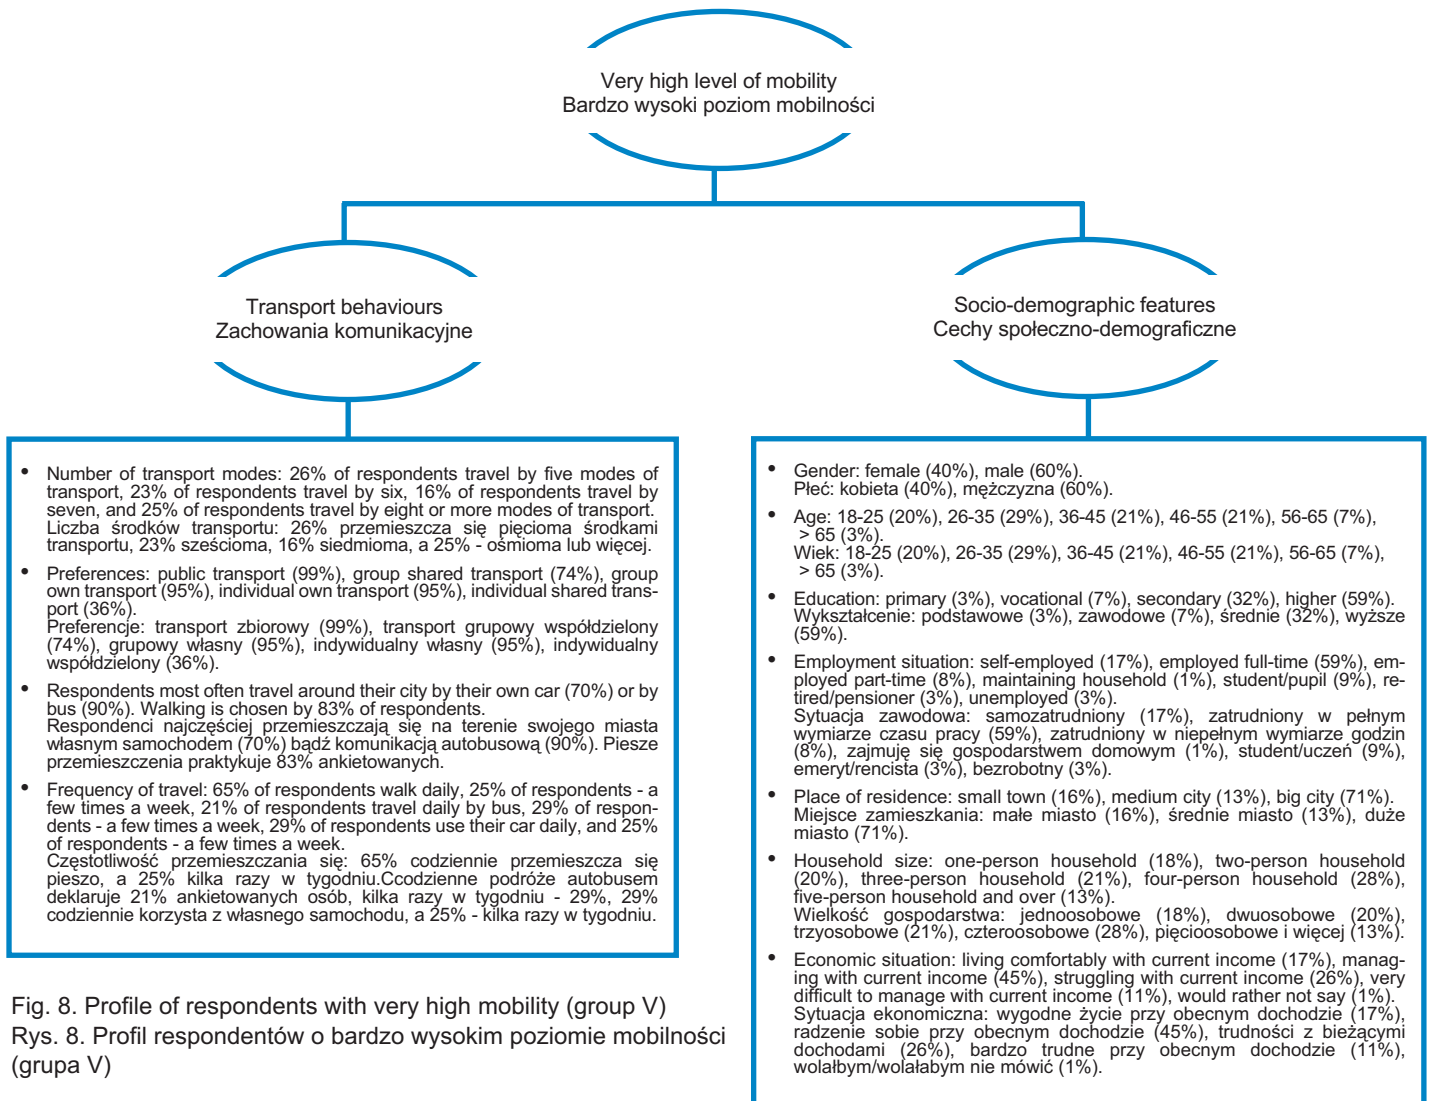 Very high level of mobility
Bardzo wysoki poziom mobilności
Transport behaviours
Zachowania komunikacyjne
Socio-demographic features
Cechy społeczno-demograficzne
• Number of transport modes: 26% of respondents travel by five modes of
transport, 23% of respondents travel by six, 16% of respondents travel by
seven, and 25% of respondents travel by eight or more modes of transport.
Liczba środków transportu: 26% przemieszcza się pięcioma środkami
transportu, 23% sześcioma, 16% siedmioma, a 25% - ośmioma lub więcej.
• Preferences: public transport (99%), group shared transport (74%), group
own transport (95%), individual own transport (95%), individual shared trans-
port (36%).
Preferencje: transport zbiorowy (99%), transport grupowy współdzielony
(74%), grupowy własny (95%), indywidualny własny (95%), indywidualny
współdzielony (36%).
• Respondents most often travel around their city by their own car (70%) or by
bus (90%). Walking is chosen by 83% of respondents.
Respondenci najczęściej przemieszczają się na terenie swojego miasta
własnym samochodem (70%) bądź komunikacją autobusową (90%). Piesze
przemieszczenia praktykuje 83% ankietowanych.
• Frequency of travel: 65% of respondents walk daily, 25% of respondents - a
few times a week, 21% of respondents travel daily by bus, 29% of respon-
dents - a few times a week, 29% of respondents use their car daily, and 25%
of respondents - a few times a week.
Częstotliwość przemieszczania się: 65% codziennie przemieszcza się
pieszo, a 25% kilka razy w tygodniu.Ccodzienne podróże autobusem
deklaruje 21% ankietowanych osób, kilka razy w tygodniu - 29%, 29%
codziennie korzysta z własnego samochodu, a 25% - kilka razy w tygodniu.
• Gender: female (40%), male (60%).
Płeć: kobieta (40%), mężczyzna (60%).
• Age: 18-25 (20%), 26-35 (29%), 36-45 (21%), 46-55 (21%), 56-65 (7%),
> 65 (3%).
Wiek: 18-25 (20%), 26-35 (29%), 36-45 (21%), 46-55 (21%), 56-65 (7%),
> 65 (3%).
• Education: primary (3%), vocational (7%), secondary (32%), higher (59%).
Wykształcenie: podstawowe (3%), zawodowe (7%), średnie (32%), wyższe
(59%).
• Employment situation: self-employed (17%), employed full-time (59%), em-
ployed part-time (8%), maintaining household (1%), student/pupil (9%), re-
tired/pensioner (3%), unemployed (3%).
Sytuacja zawodowa: samozatrudniony (17%), zatrudniony w pełnym
wymiarze czasu pracy (59%), zatrudniony w niepełnym wymiarze godzin
(8%), zajmuję się gospodarstwem domowym (1%), student/uczeń (9%),
emeryt/rencista (3%), bezrobotny (3%).
• Place of residence: small town (16%), medium city (13%), big city (71%).
Miejsce zamieszkania: małe miasto (16%), średnie miasto (13%), duże
miasto (71%).
• Household size: one-person household (18%), two-person household
(20%), three-person household (21%), four-person household (28%),
five-person household and over (13%).
Wielkość gospodarstwa: jednoosobowe (18%), dwuosobowe (20%),
trzyosobowe (21%), czteroosobowe (28%), pięcioosobowe i więcej (13%).
• Economic situation: living comfortably with current income (17%), manag-
ing with current income (45%), struggling with current income (26%), very
difficult to manage with current income (11%), would rather not say (1%).
Sytuacja ekonomiczna: wygodne życie przy obecnym dochodzie (17%),
radzenie sobie przy obecnym dochodzie (45%), trudności z bieżącymi
dochodami (26%), bardzo trudne przy obecnym dochodzie (11%),
wolałbym/wolałabym nie mówić (1%).
Fig. 8. Profile of respondents with very high mobility (group V)
Rys. 8. Profil respondentów o bardzo wysokim poziomie mobilności
(grupa V)